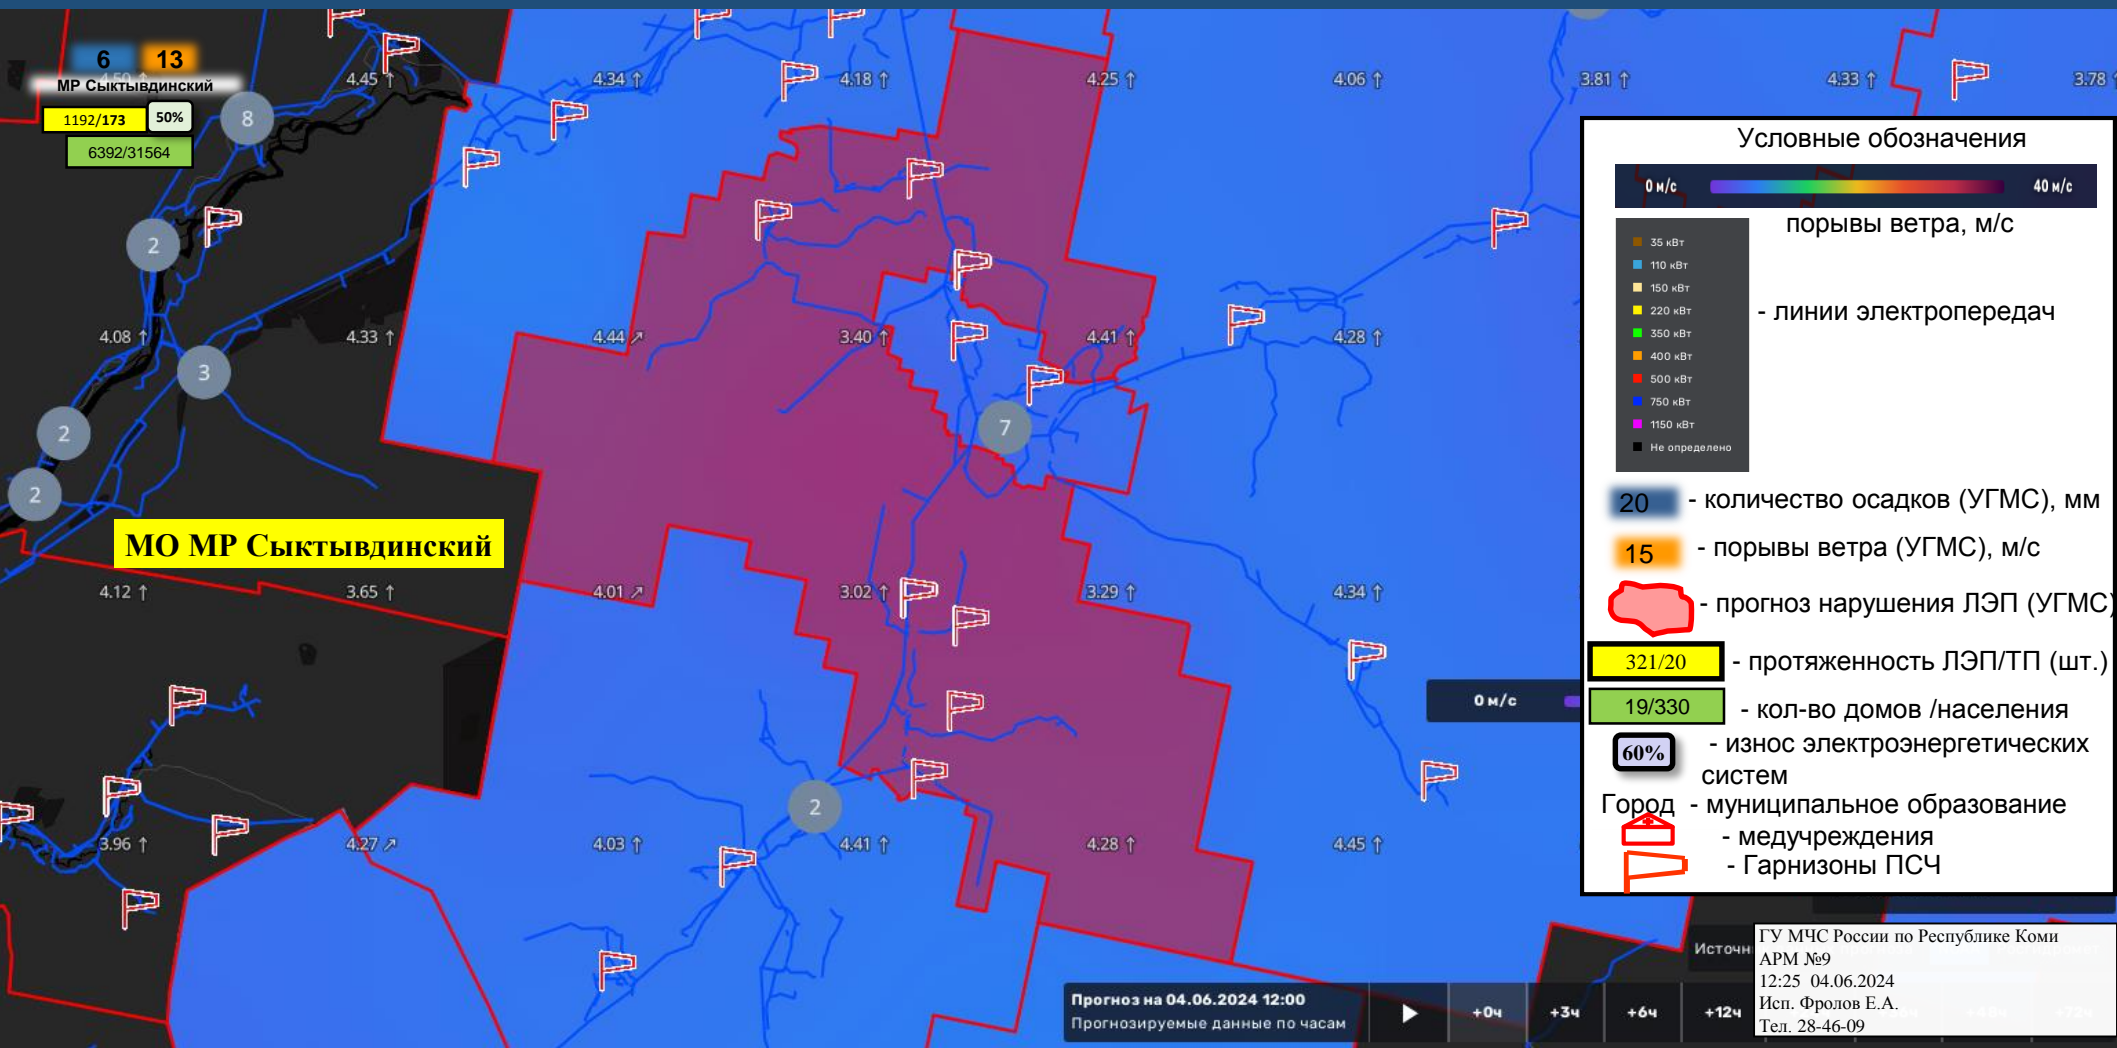 6 13
МР Сыктывдинский
1192/173 50%
6392/31564
4.45 ↑ 4.34 ↑ 4.18 ↑ 4.25 ↑ 4.06 ↑ 3.81 ↑ 4.33 ↑ 3.78
8
2
4.08 ↑ 4.33 ↑ 4.44 ↗ 3.40 ↑ 4.41 ↑ 4.28 ↑
3
2
7
2
МО МР Сыктывдинский
4.12 ↑ 3.65 ↑ 4.01 ↗ 3.02 ↑ 3.29 ↑ 4.34 ↑
2
3.96 ↑ 4.27 ↗ 4.03 ↑ 4.41 ↑ 4.28 ↑ 4.45 ↑
0 м/с
Условные обозначения
0 м/с 40 м/с
порывы ветра, м/с
35 кВт
110 кВт
150 кВт
220 кВт
350 кВт
400 кВт
500 кВт
750 кВт
1150 кВт
Не определено
- линии электропередач
20 - количество осадков (УГМС), мм
15 - порывы ветра (УГМС), м/с
- прогноз нарушения ЛЭП (УГМС)
321/20 - протяженность ЛЭП/ТП (шт.)
19/330 - кол-во домов /населения
60% - износ электроэнергетических
систем
Город - муниципальное образование
- медучреждения
- Гарнизоны ПСЧ
Источн
ГУ МЧС России по Республике Коми
АРМ №9
12:25 04.06.2024
Исп. Фролов Е.А.
Тел. 28-46-09
Прогноз на 04.06.2024 12:00
Прогнозируемые данные по часам
+0ч +3ч +6ч +12ч